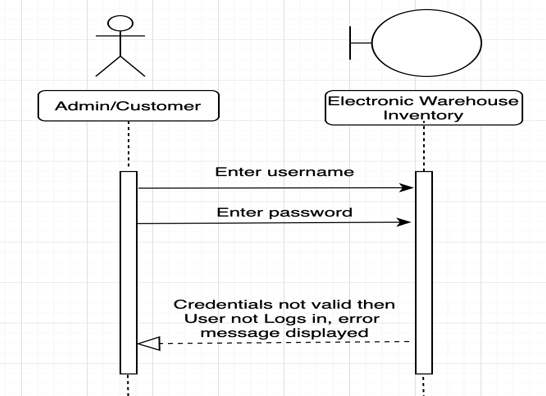 Admin/Customer
Electronic Warehouse
Inventory
Enter username
Enter password
Credentials not valid then
User not Logs in, error
message displayed